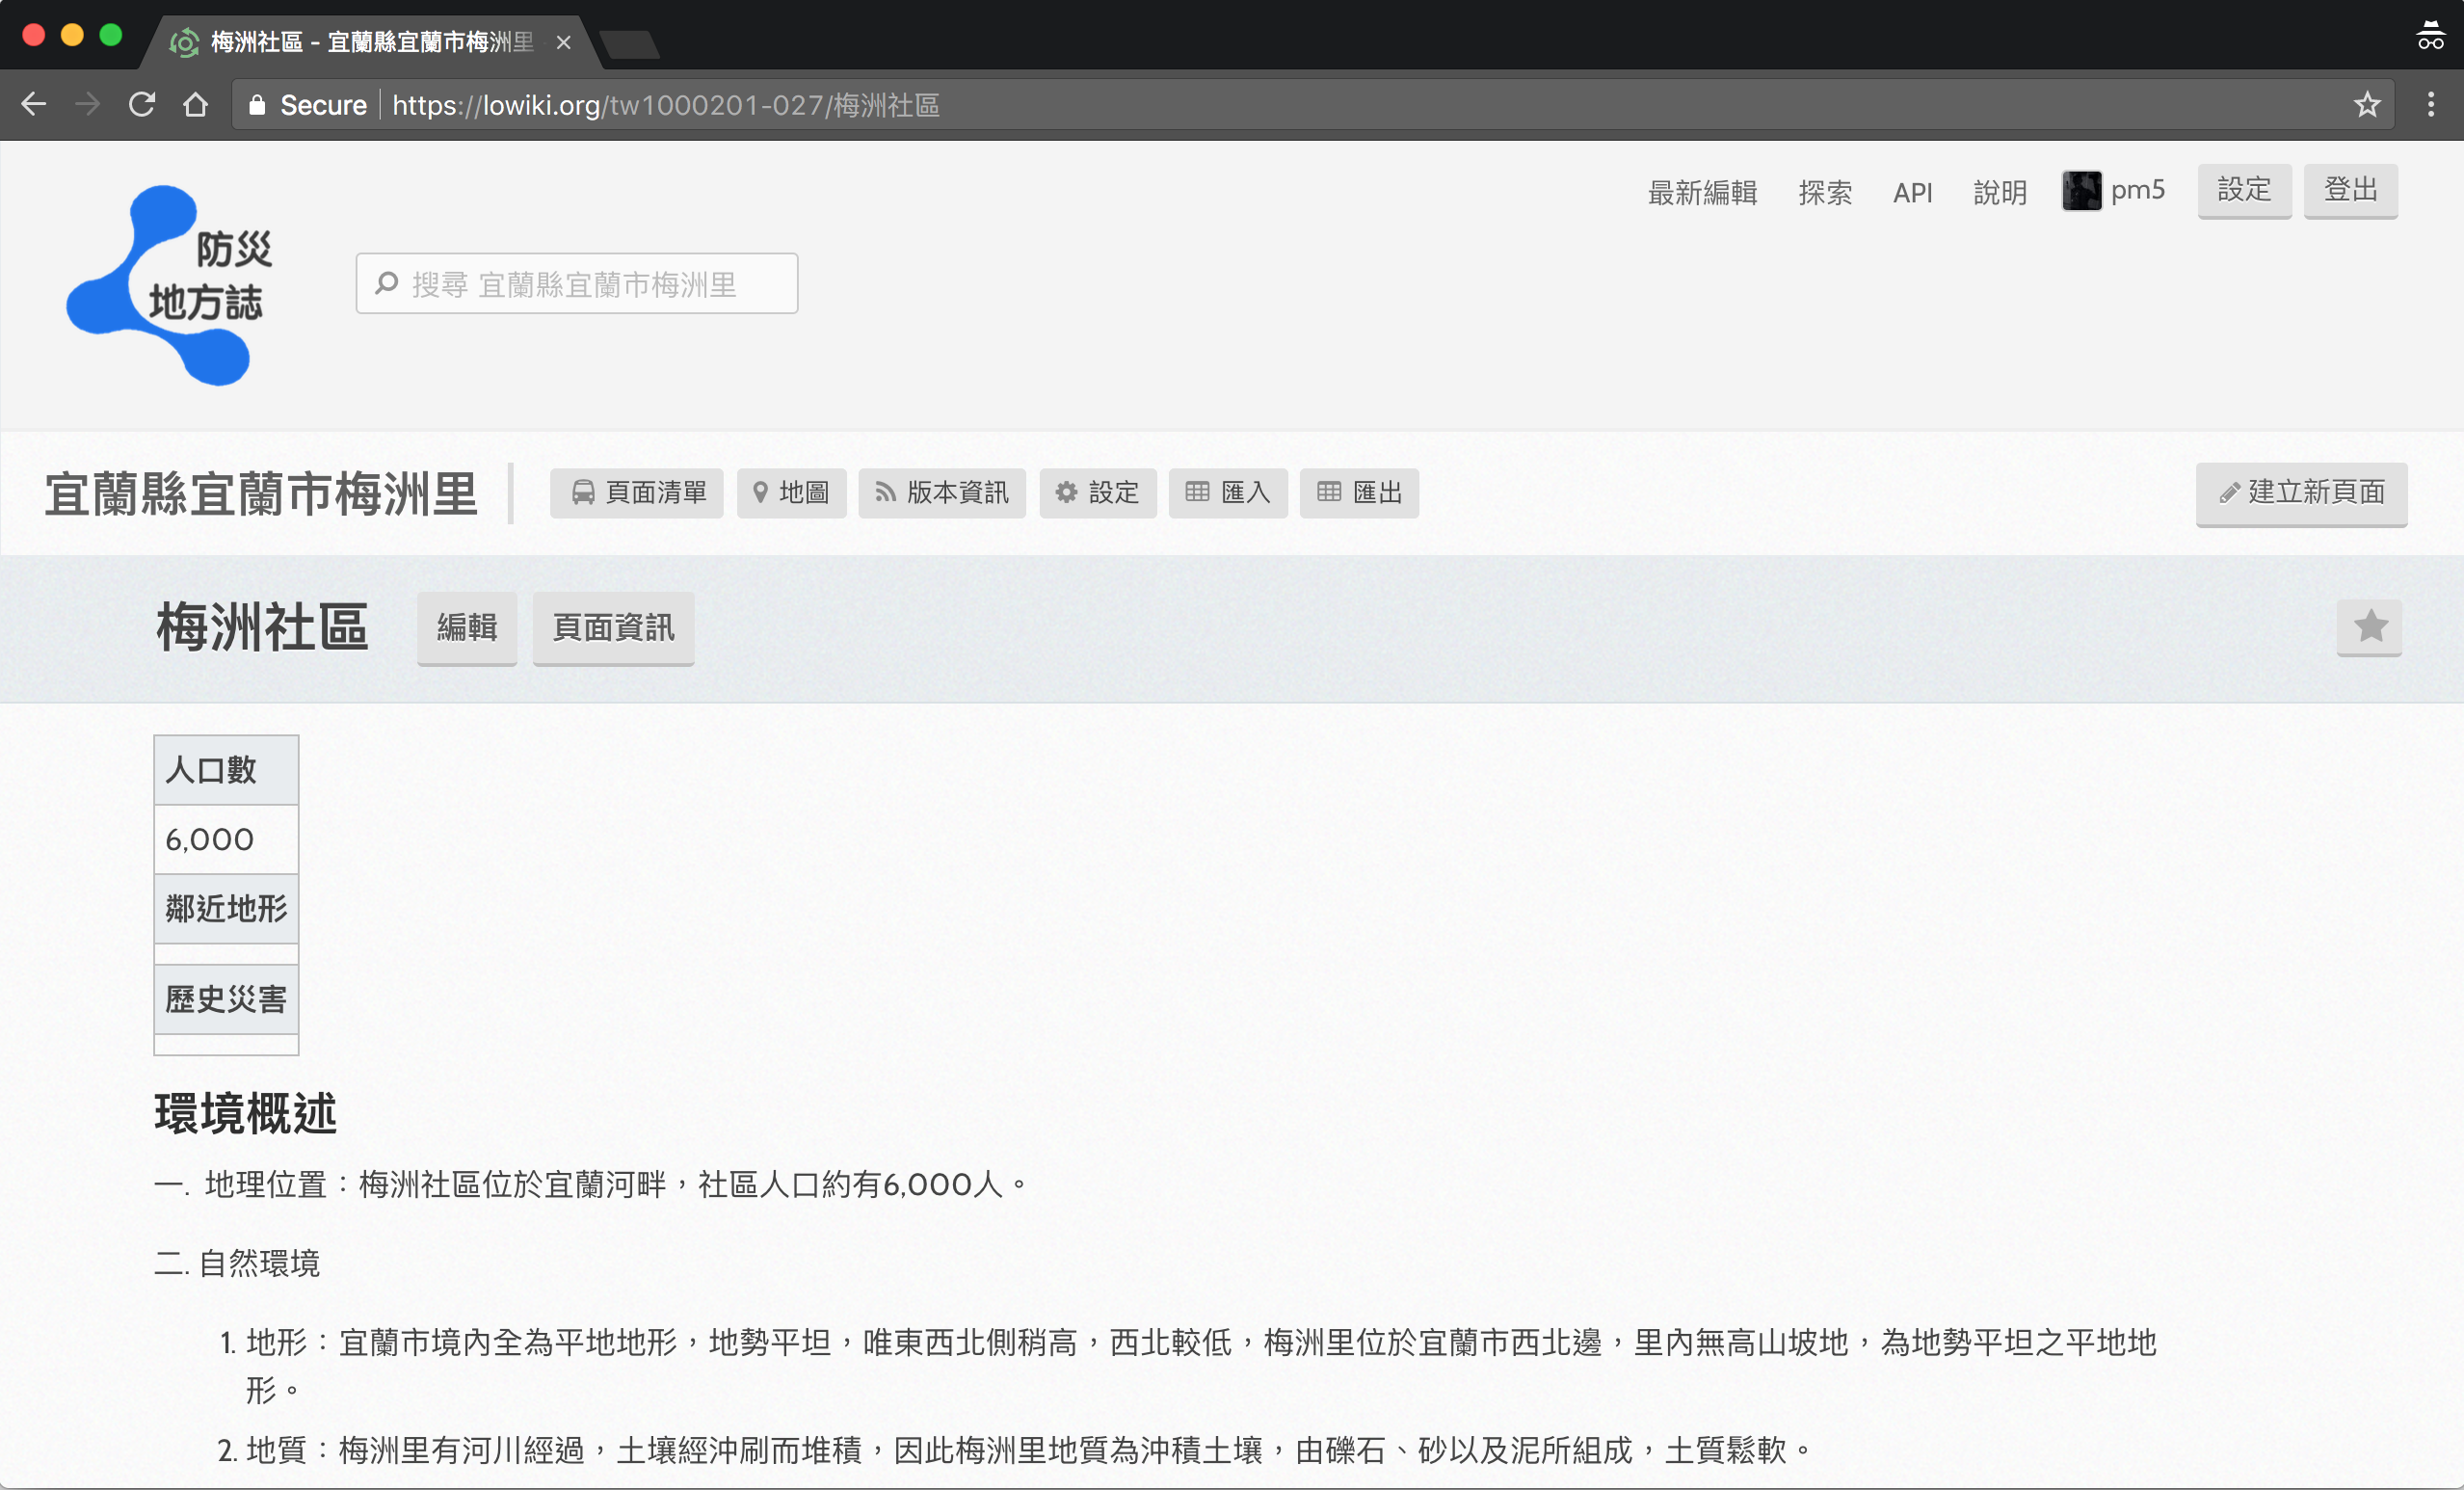 梅洲社區 - 宜蘭縣宜蘭市梅洲里
Secure https://lowiki.org/tw1000201-027/梅洲社區
最新編輯 探索 API 說明 pm5 設定 登出
防災
地方誌
搜尋 宜蘭縣宜蘭市梅洲里
宜蘭縣宜蘭市梅洲里 頁面清單 地圖 版本資訊 設定 匯入 匯出 建立新頁面
梅洲社區 編輯 頁面資訊
人口數
6,000
鄰近地形
歷史災害
環境概述
一. 地理位置：梅洲社區位於宜蘭河畔，社區人口約有6,000人。
二. 自然環境
1. 地形：宜蘭市境內全為平地地形，地勢平坦，唯東西北側稍高，西北較低，梅洲里位於宜蘭市西北邊，里內無高山坡地，為地勢平坦之平地地
形。
2. 地質：梅洲里有河川經過，土壤經沖刷而堆積，因此梅洲里地質為沖積土壤，由礫石、砂以及泥所組成，土質鬆軟。